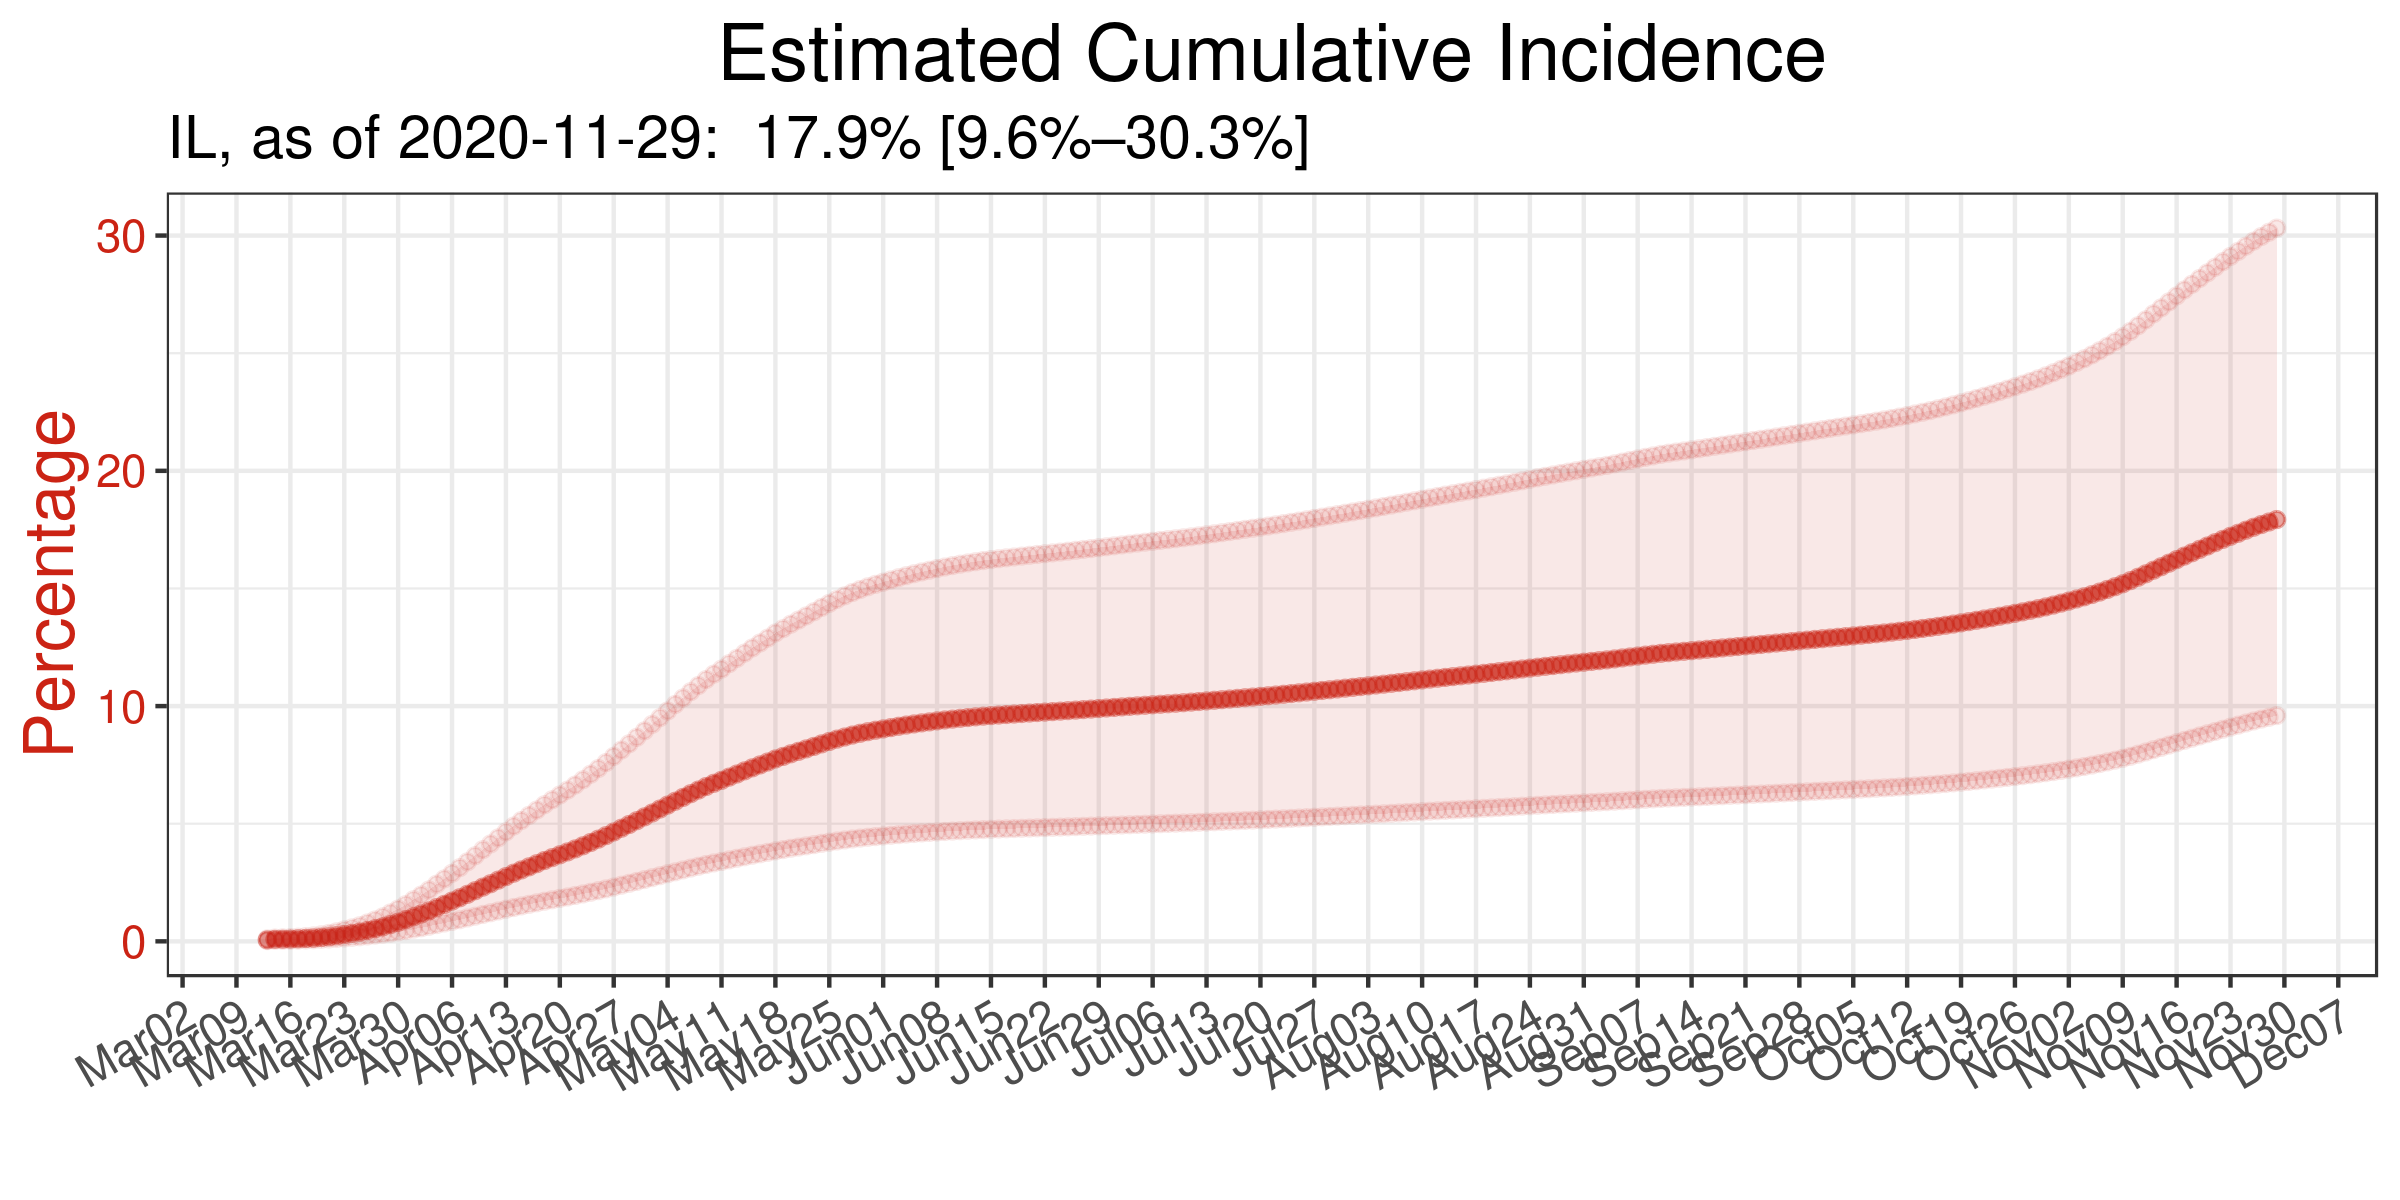 Estimated Cumulative Incidence
IL, as of 2020-11-29:  17.9% [9.6%–30.3%]
Percentage
30
20
10
0
Mar02
Mar09
Mar16
Mar23
Mar30
Apr06
Apr13
Apr20
Apr27
May04
May11
May18
May25
Jun01
Jun08
Jun15
Jun22
Jun29
Jul06
Jul13
Jul20
Jul27
Aug03
Aug10
Aug17
Aug24
Aug31
Sep07
Sep14
Sep21
Sep28
Oct05
Oct12
Oct19
Oct26
Nov02
Nov09
Nov16
Nov23
Nov30
Dec07